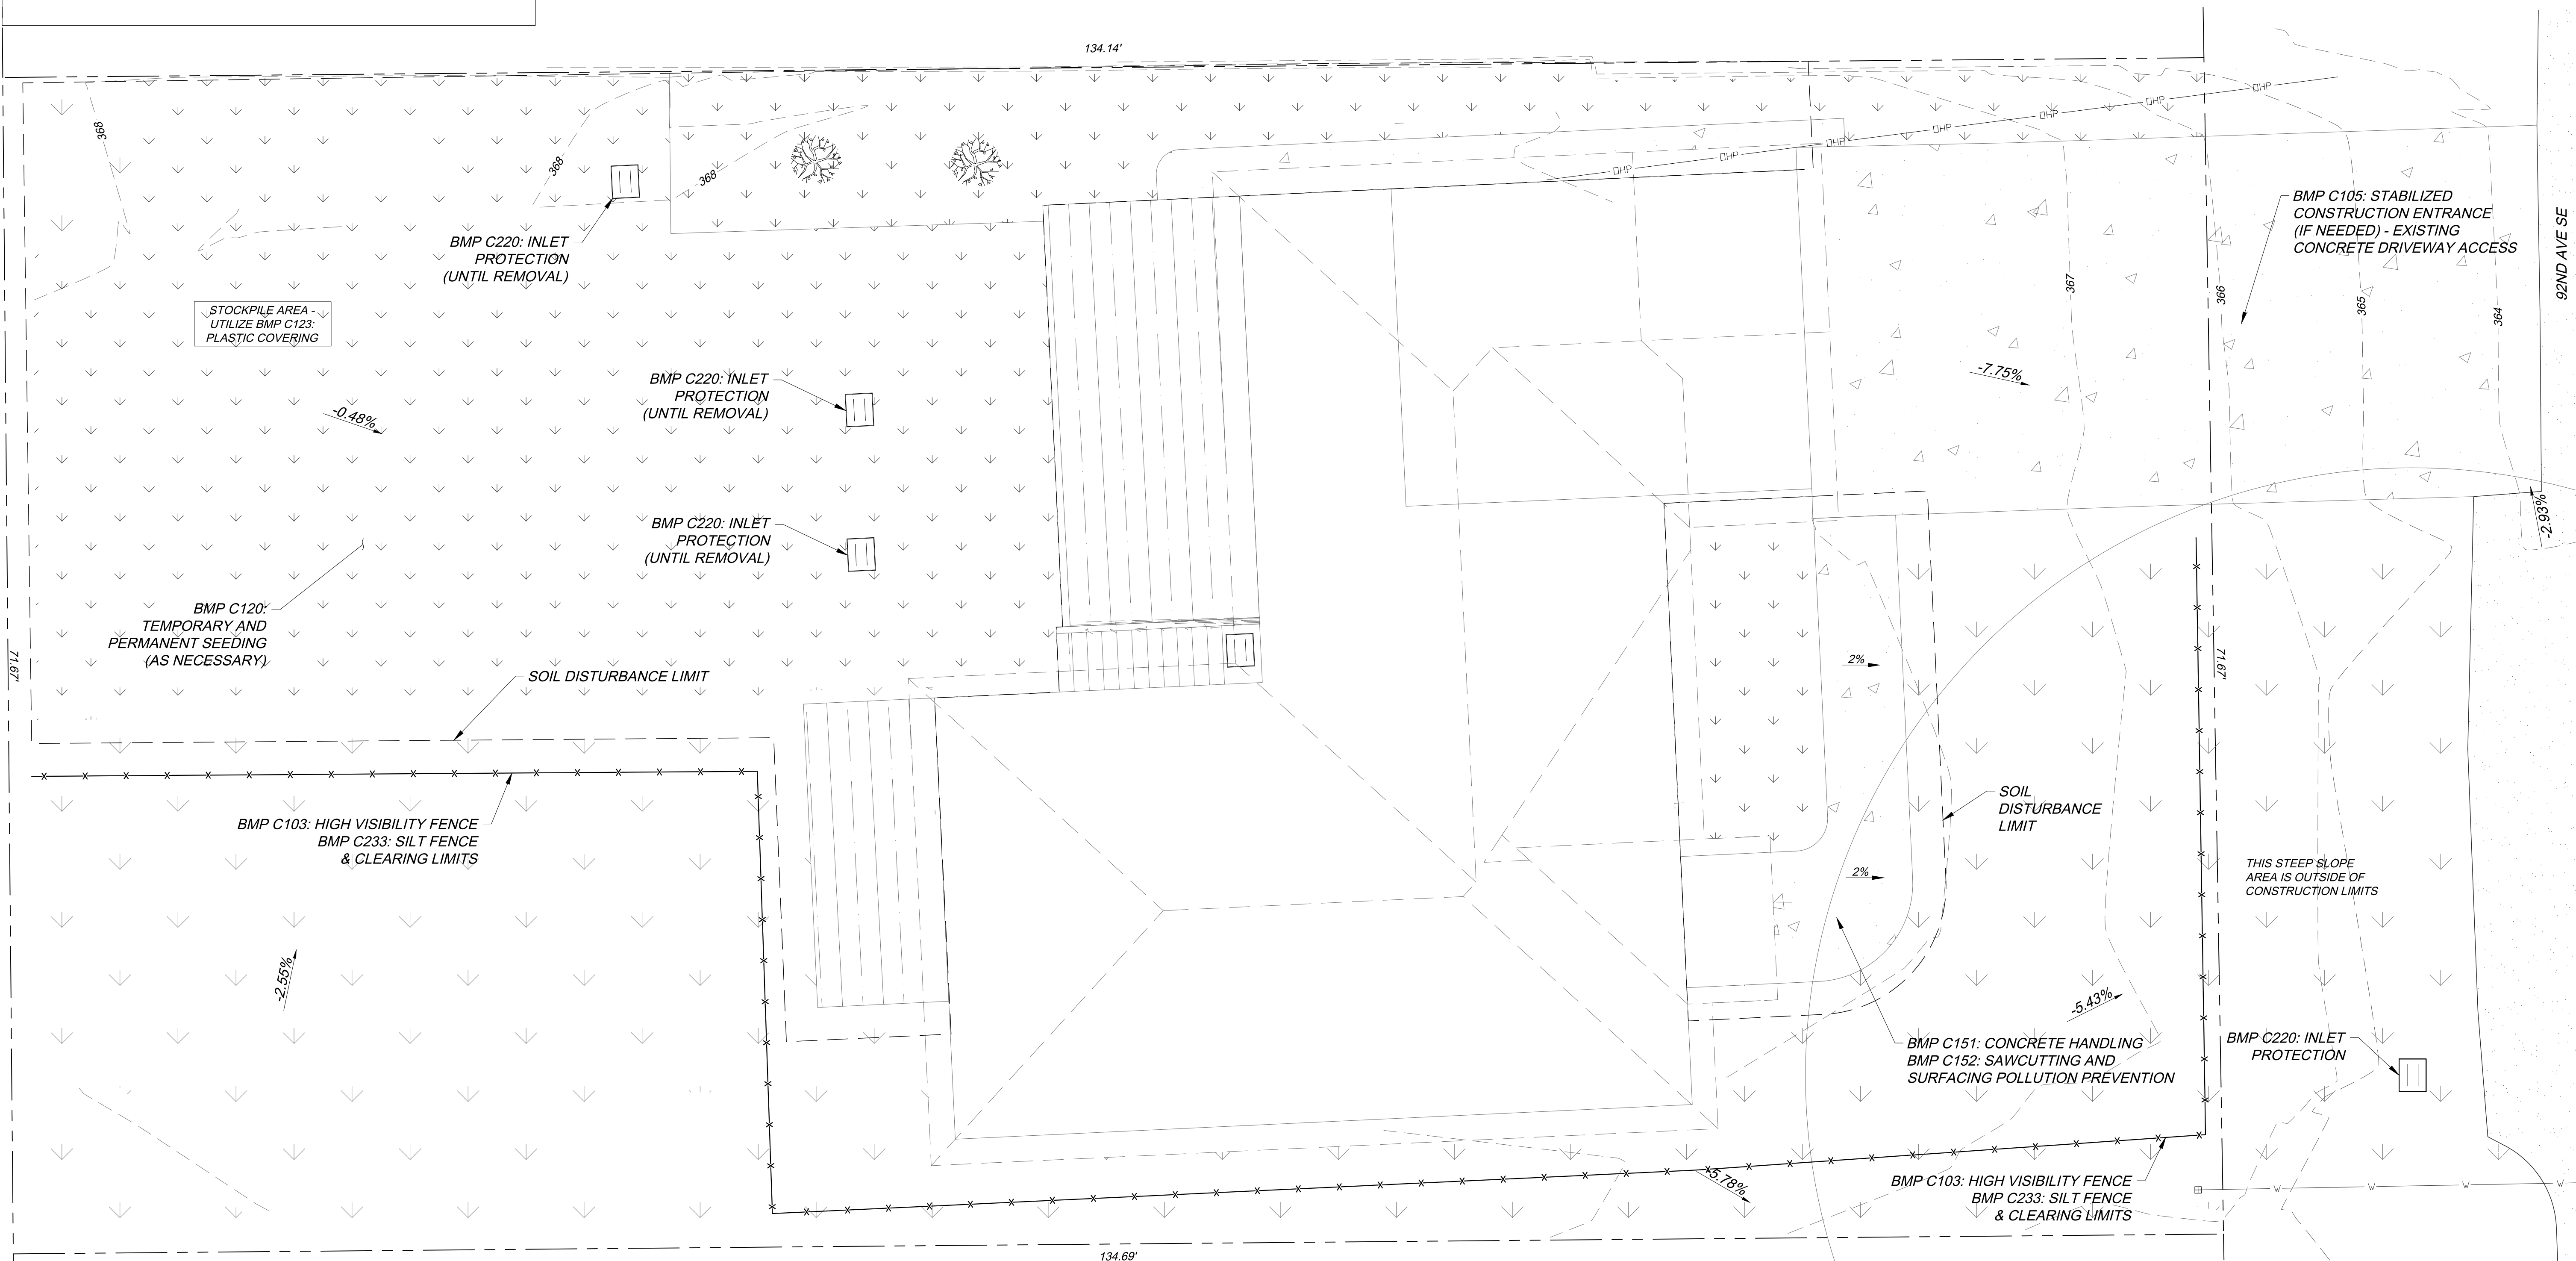 134.14'
368
368
368
OHP
OHP
OHP
OHP
OHP
OHP
OHP
BMP C220: INLET
PROTECTION
(UNTIL REMOVAL)
BMP C105: STABILIZED
CONSTRUCTION ENTRANCE
(IF NEEDED) - EXISTING
CONCRETE DRIVEWAY ACCESS
92ND AVE SE
367
366
365
364
STOCKPILE AREA -
UTILIZE BMP C123:
PLASTIC COVERING
-0.48%
BMP C220: INLET
PROTECTION
(UNTIL REMOVAL)
-7.75%
BMP C220: INLET
PROTECTION
(UNTIL REMOVAL)
-2.93%
BMP C120:
TEMPORARY AND
PERMANENT SEEDING
(AS NECESSARY)
71.67'
SOIL DISTURBANCE LIMIT
2%
71.67'
SOIL
DISTURBANCE
LIMIT
BMP C103: HIGH VISIBILITY FENCE
BMP C233: SILT FENCE
& CLEARING LIMITS
2%
THIS STEEP SLOPE
AREA IS OUTSIDE OF
CONSTRUCTION LIMITS
-2.55%
-5.43%
BMP C151: CONCRETE HANDLING
BMP C152: SAWCUTTING AND
SURFACING POLLUTION PREVENTION
BMP C220: INLET
PROTECTION
-5.78%
BMP C103: HIGH VISIBILITY FENCE
BMP C233: SILT FENCE
& CLEARING LIMITS
W
W
W
W
134.69'